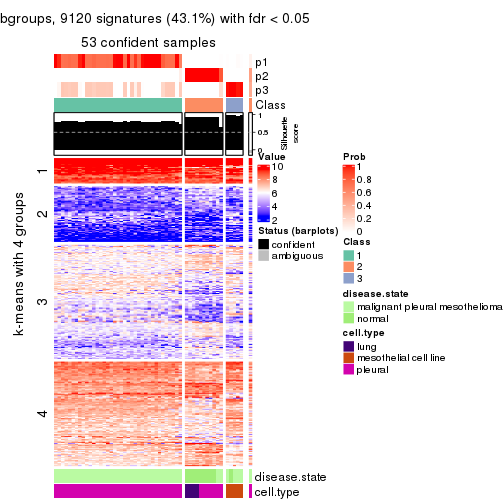 bgroups, 9120 signatures (43.1%) with fdr < 0.05
53 confident samples
p1
p2
p3
Class
1
0.5
0
Silhouette
score
k-means with 4 groups
1
2
3
4
Value
10
8
6
4
2
Status (barplots)
confident
ambiguous
Prob
1
0.8
0.6
0.4
0.2
0
Class
1
2
3
disease.state
malignant pleural mesothelioma
normal
cell.type
lung
mesothelial cell line
pleural
disease.state
cell.type